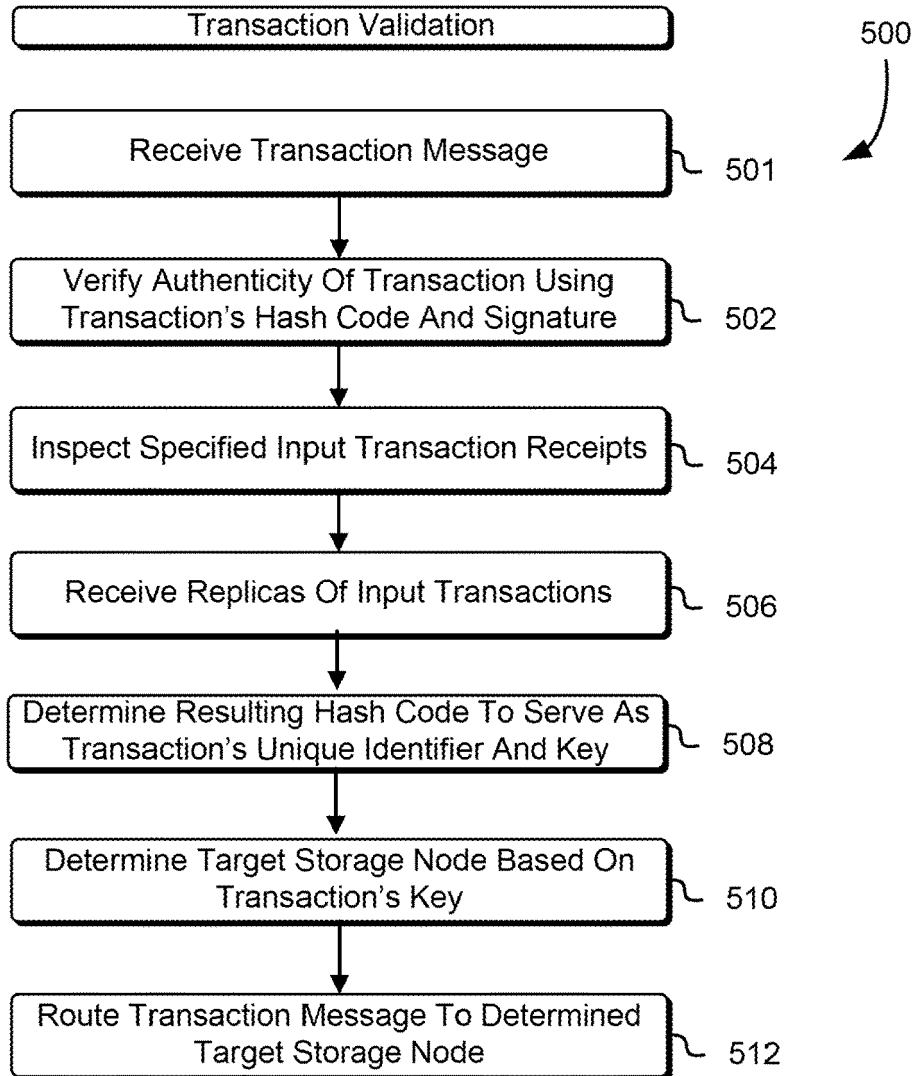 Transaction Validation
500
Receive Transaction Message
501
Verify Authenticity Of Transaction Using
Transaction's Hash Code And Signature
502
Inspect Specified Input Transaction Receipts
504
Receive Replicas Of Input Transactions
506
Determine Resulting Hash Code To Serve As
Transaction's Unique Identifier And Key
508
Determine Target Storage Node Based On
Transaction's Key
510
Route Transaction Message To Determined
Target Storage Node
512